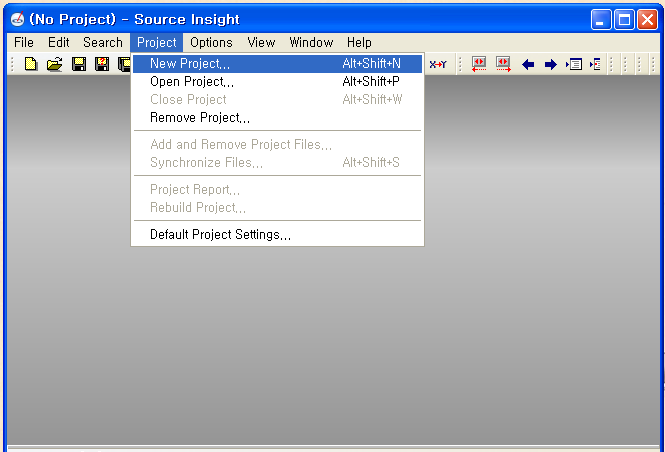 (No Project) - Source Insight
File Edit Search Project Options View Window Help
New Project... Alt+Shift+N
Open Project... Alt+Shift+P
Close Project Alt+Shift+W
Remove Project...
Add and Remove Project Files...
Synchronize Files... Alt+Shift+S
Project Report...
Rebuild Project...
Default Project Settings...
X→Y